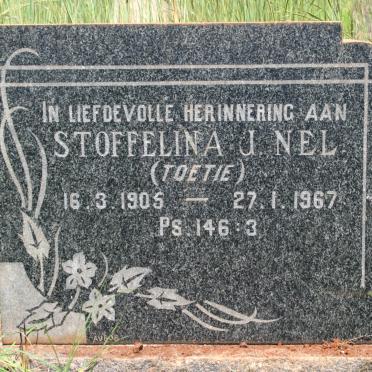 IN LIEFDEVOLLE HERINNERING AAN
STOFFELINA J. NEL
(TOETIE)
16.3.1905 — 27.1.1967
PS.146:3